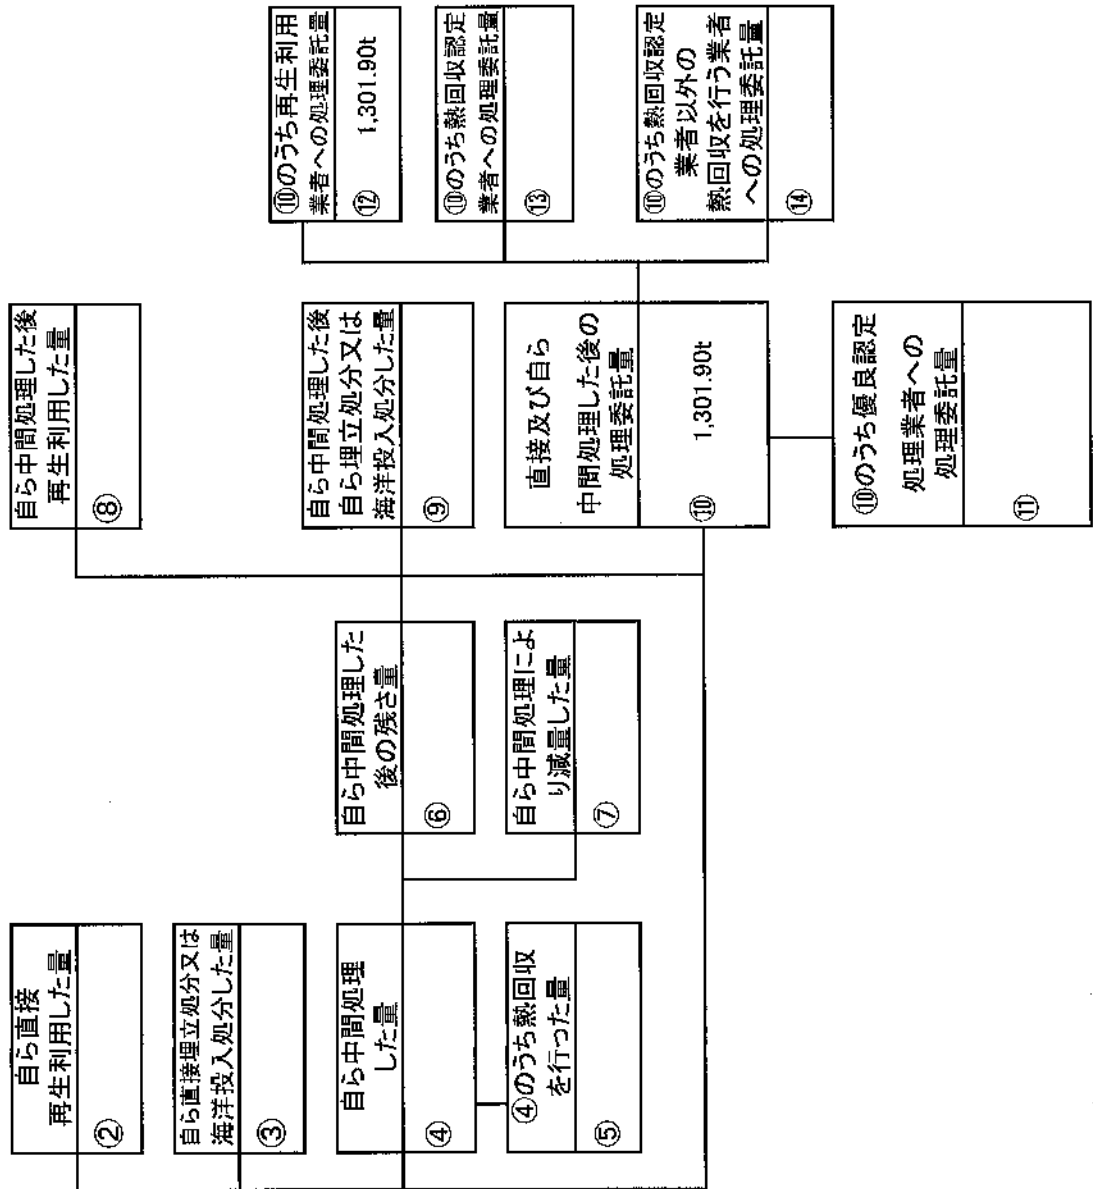 自ら直接
再生利用した量
②
自ら直接埋立処分又は
海洋投入処分した量
③
自ら中間処理
した量
④
④のうち熱回収
を行った量
⑤
自ら中間処理した
後の残さ量
⑥
自ら中間処理によ
り減量した量
⑦
自ら中間処理した後
再生利用した量
⑧
自ら中間処理した後
自ら埋立処分又は
海洋投入処分した量
⑨
直接及び自ら
中間処理した後の
処理委託量
⑩ 1,301.90t
⑩のうち優良認定
処理業者への
処理委託量
⑪
⑩のうち再生利用
業者への処理委託量
⑫ 1,301.90t
⑩のうち熱回収認定
業者への処理委託量
⑬
⑩のうち熱回収認定
業者以外の
熱回収を行う業者
への処理委託量
⑭